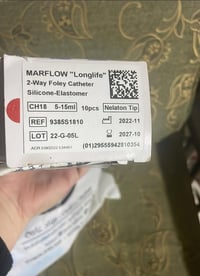 MARFLOW "Longlife"
2-Way Foley Catheter
Silicone-Elastomer
CH18 5-15ml 10pcs Nelaton Tip
REF 9385S1810 2022-11
LOT 22-G-05L 2027-10
(01)29555942810354